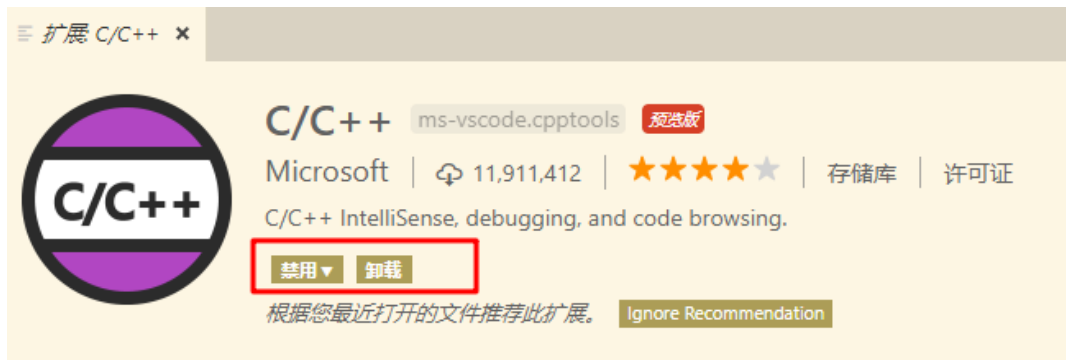 扩展: C/C++ ×
C/C++
C/C++ ms-vscode.cpptools 预览版
Microsoft 11,911,412 存储库 许可证
C/C++ IntelliSense, debugging, and code browsing.
禁用 卸载
根据您最近打开的文件推荐此扩展。 Ignore Recommendation